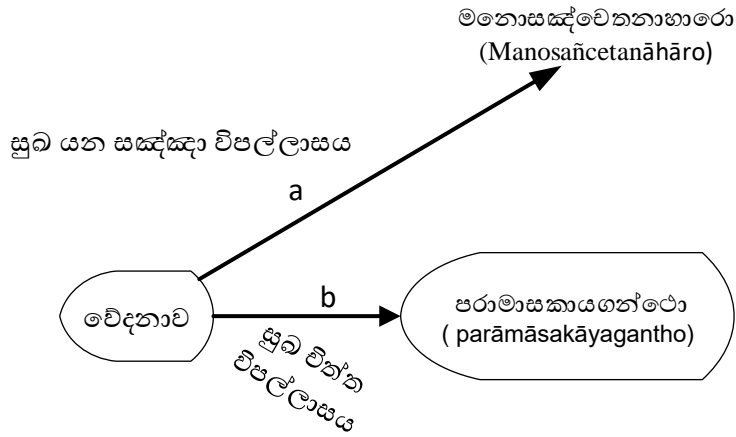 මනොසඤ්චෙතනාහාරො
(Manosañcetanāhāro)
සුඛ යන සඤ්ඤා විපල්ලාසය
a
b
වේදනාව
පරාමාසකායගන්ථො
( parāmāsakāyagantho)
සුඛ චිත්ත
විපල්ලාසය